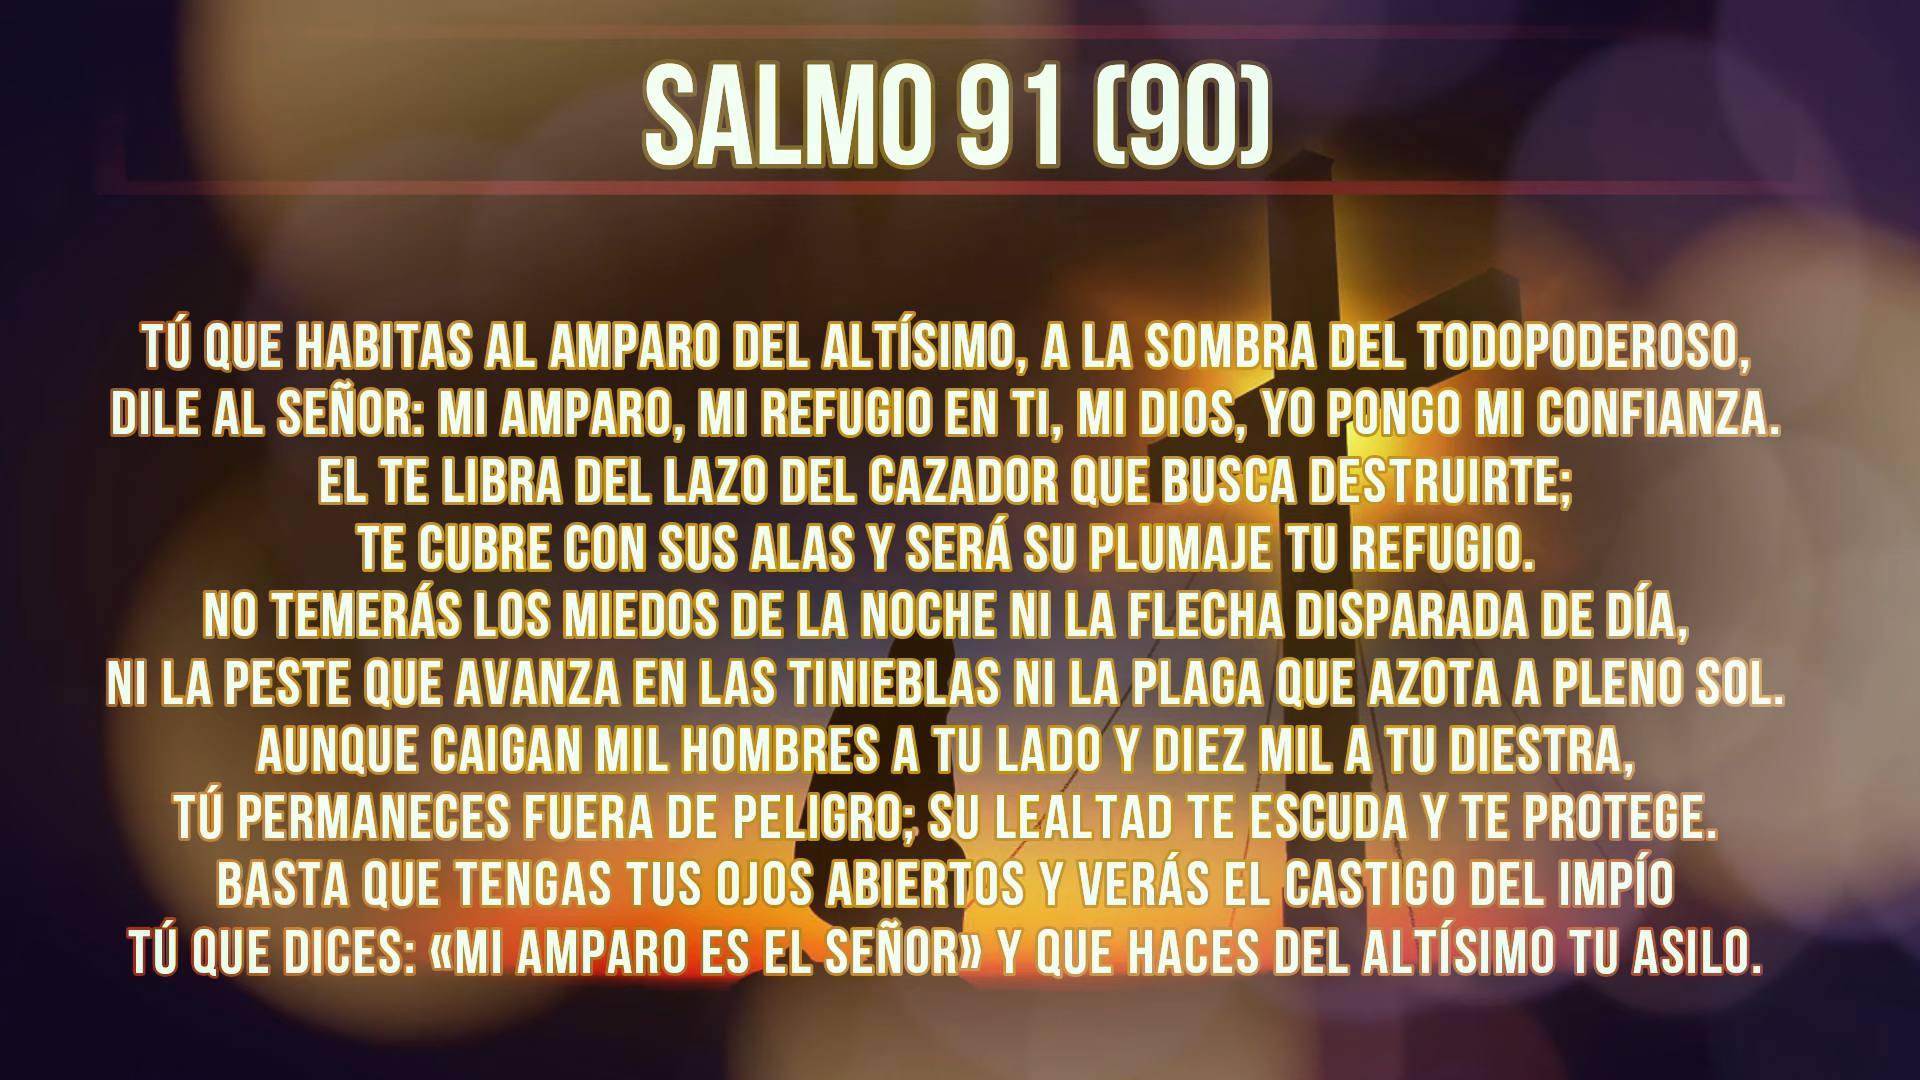 SALMO 91 (90)
TÚ QUE HABITAS AL AMPARO DEL ALTÍSIMO, A LA SOMBRA DEL TODOPODEROSO,
DILE AL SEÑOR: MI AMPARO, MI REFUGIO EN TI, MI DIOS, YO PONGO MI CONFIANZA.
EL TE LIBRA DEL LAZO DEL CAZADOR QUE BUSCA DESTRUIRTE;
TE CUBRE CON SUS ALAS Y SERÁ SU PLUMAJE TU REFUGIO.
NO TEMERÁS LOS MIEDOS DE LA NOCHE NI LA FLECHA DISPARADA DE DÍA,
NI LA PESTE QUE AVANZA EN LAS TINIEBLAS NI LA PLAGA QUE AZOTA A PLENO SOL.
AUNQUE CAIGAN MIL HOMBRES A TU LADO Y DIEZ MIL A TU DIESTRA,
TÚ PERMANECES FUERA DE PELIGRO; SU LEALTAD TE ESCUDA Y TE PROTEGE.
BASTA QUE TENGAS TUS OJOS ABIERTOS Y VERÁS EL CASTIGO DEL IMPÍO
TÚ QUE DICES: «MI AMPARO ES EL SEÑOR» Y QUE HACES DEL ALTÍSIMO TU ASILO.